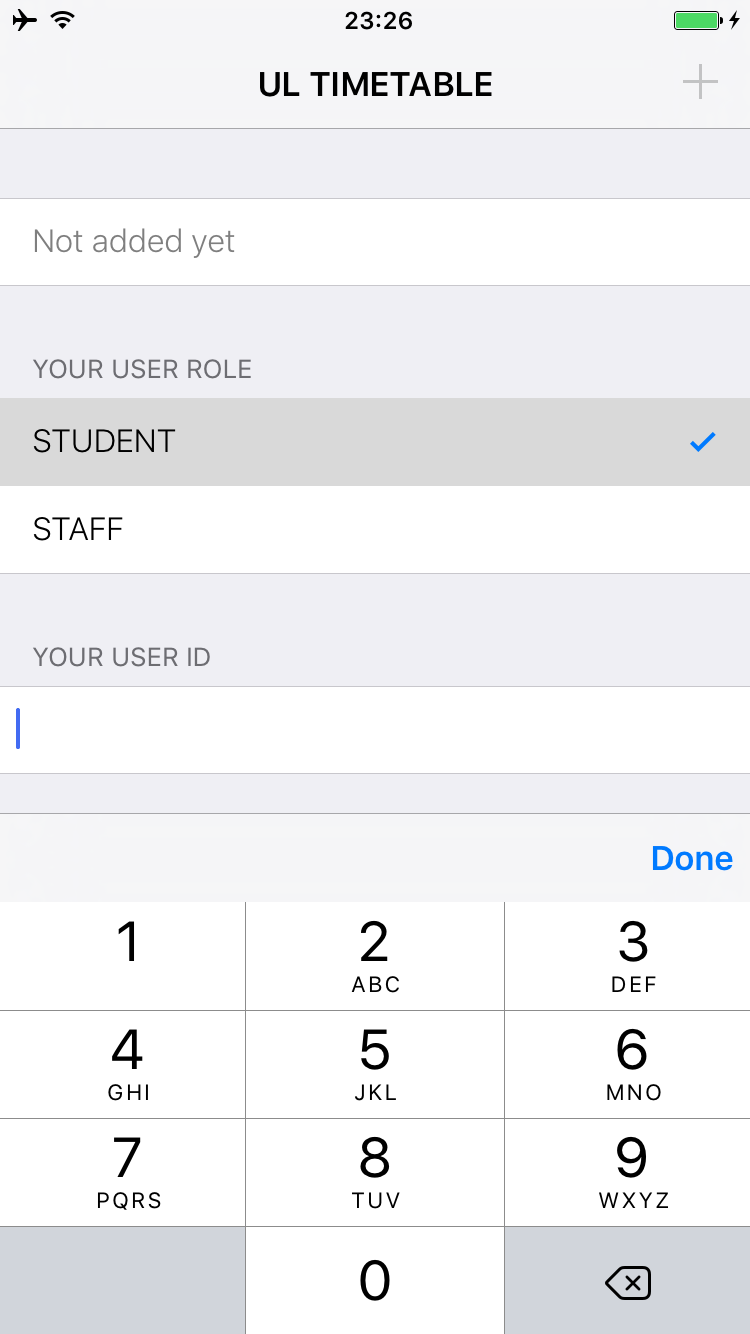 23:26
UL TIMETABLE
Not added yet
YOUR USER ROLE
STUDENT
STAFF
YOUR USER ID
Done
1 2 3
ABC DEF
4 5 6
GHI JKL MNO
7 8 9
PQRS TUV WXYZ
0